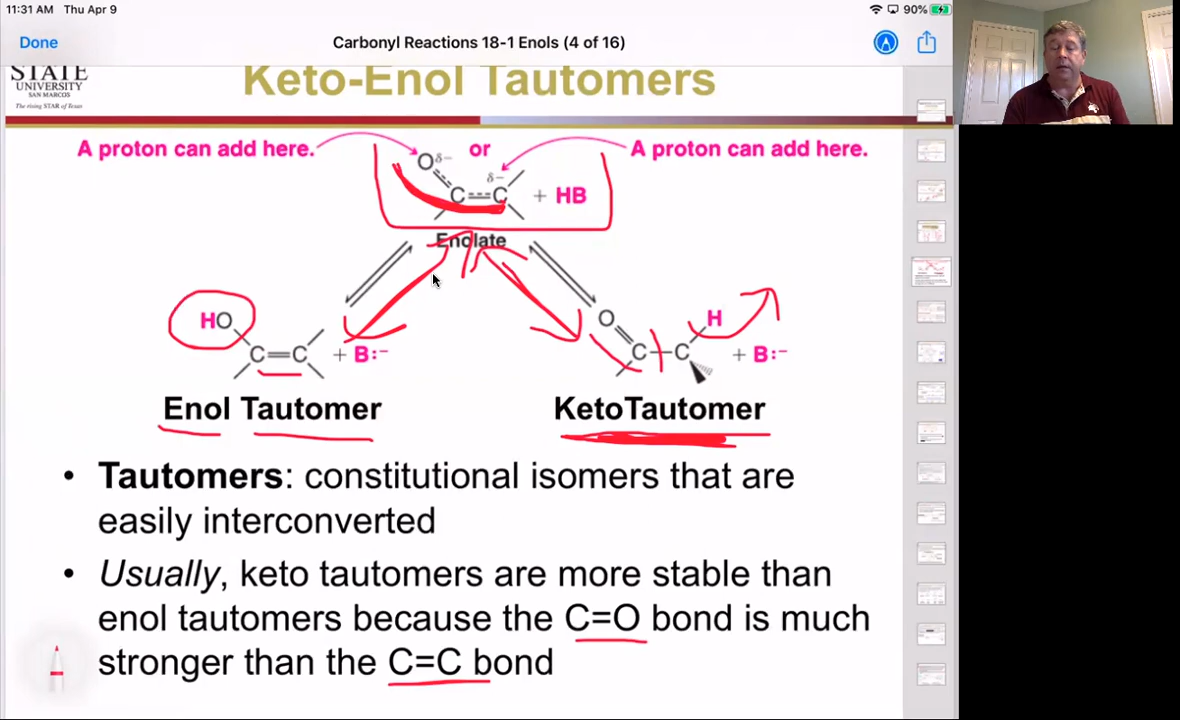 11:31 AM Thu Apr 9
90%
Done
Carbonyl Reactions 18-1 Enols (4 of 16)
STATE
UNIVERSITY
SAN MARCOS
The rising STAR of Texas
Keto-Enol Tautomers
A proton can add here. or A proton can add here.
O δ−
δ−
C C + HB
Enolate
HO
C=C + B:−
O
H
C−C + B:−
Enol Tautomer
KetoTautomer
• Tautomers: constitutional isomers that are
easily interconverted
• Usually, keto tautomers are more stable than
enol tautomers because the C=O bond is much
stronger than the C=C bond